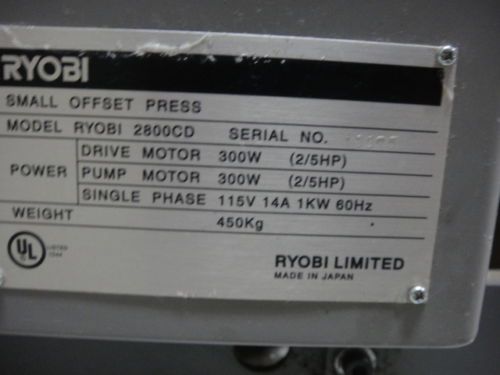 RYOBI
SMALL OFFSET PRESS
MODEL RYOBI 2800CD SERIAL NO.
POWER
DRIVE MOTOR 300W (2/5HP)
PUMP MOTOR 300W (2/5HP)
SINGLE PHASE 115V 14A 1KW 60Hz
WEIGHT 450Kg
UL
LISTED
RYOBI LIMITED
MADE IN JAPAN